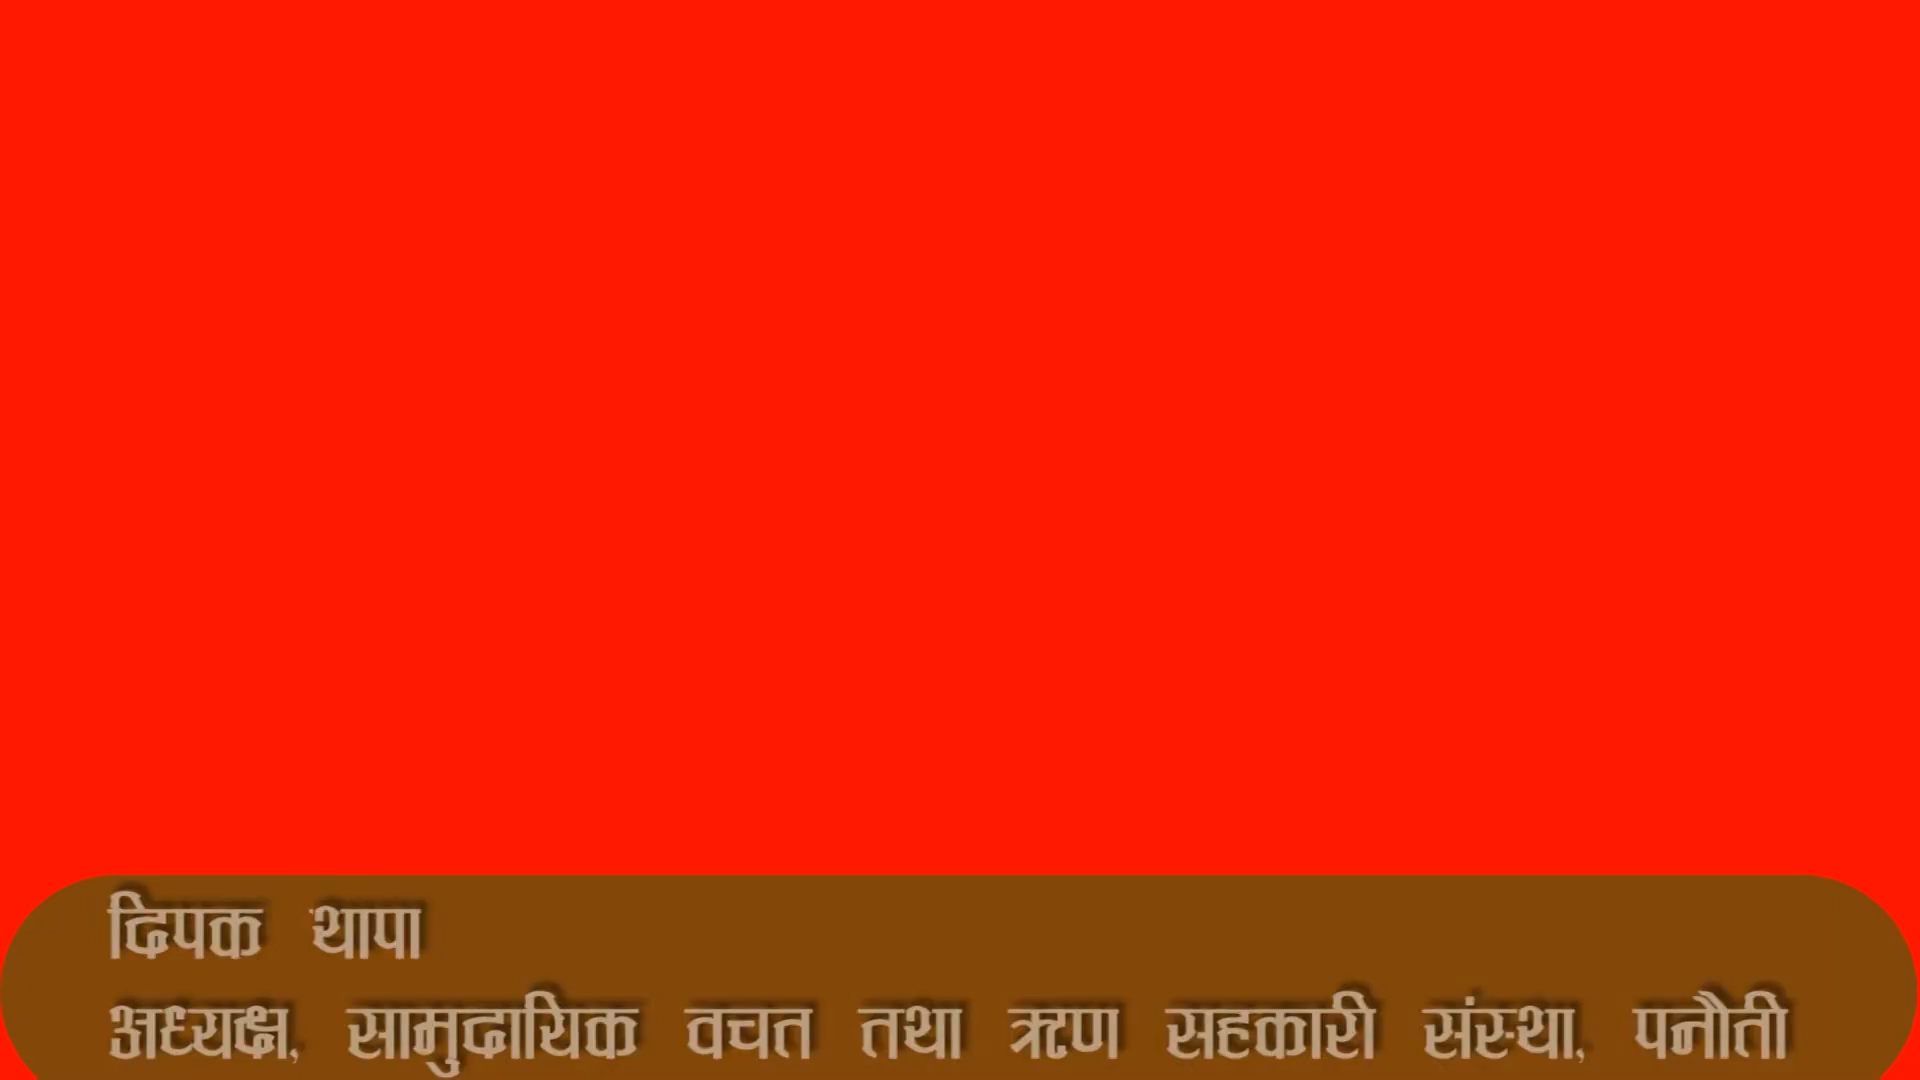 दिपक थापा
अध्यक्ष, सामुदायिक वचत तथा ऋण सहकारी संस्था, पनौती